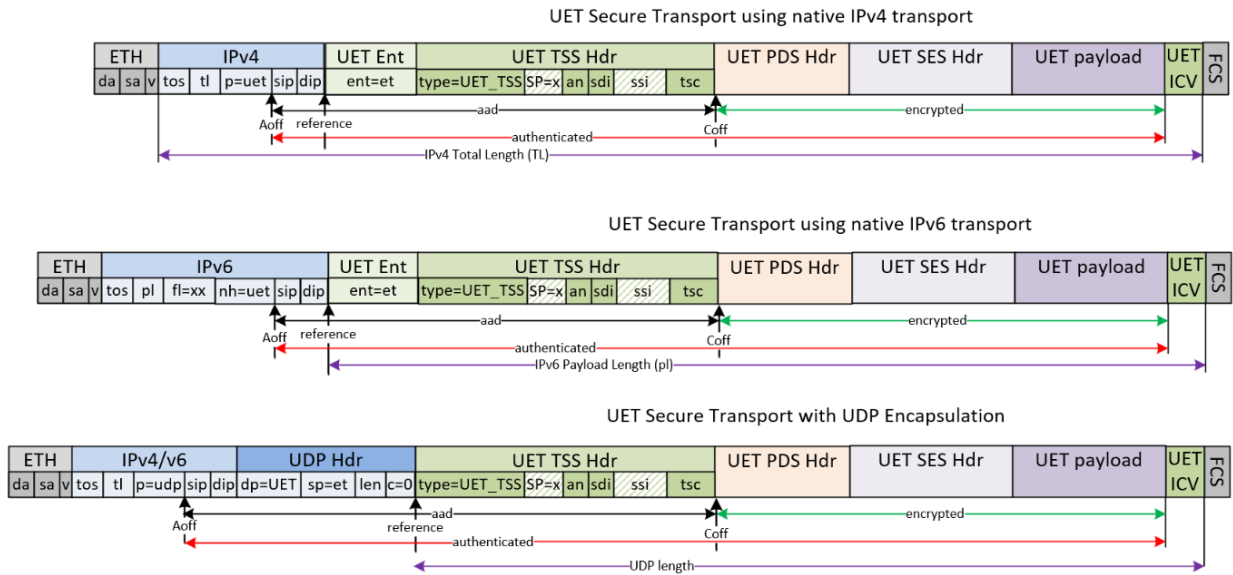 UET Secure Transport using native IPv4 transport
ETH IPv4 UET Ent UET TSS Hdr UET PDS Hdr UET SES Hdr UET payload UET ICV FCS
da sa v tos tl p=uet sip dip ent=et type=UET_TSS SP=x an sdi ssi tsc
aad encrypted
Aoff reference Coff
authenticated
IPv4 Total Length (TL)
UET Secure Transport using native IPv6 transport
ETH IPv6 UET Ent UET TSS Hdr UET PDS Hdr UET SES Hdr UET payload UET ICV FCS
da sa v tos pl fl=xx nh=uet sip dip ent=et type=UET_TSS SP=x an sdi ssi tsc
aad encrypted
Aoff reference Coff
authenticated
IPv6 Payload Length (pl)
UET Secure Transport with UDP Encapsulation
ETH IPv4/v6 UDP Hdr UET TSS Hdr UET PDS Hdr UET SES Hdr UET payload UET ICV FCS
da sa v tos tl p=udp sip dip dp=UET sp=et len c=0 type=UET_TSS SP=x an sdi ssi tsc
aad encrypted
Aoff reference Coff
authenticated
UDP length